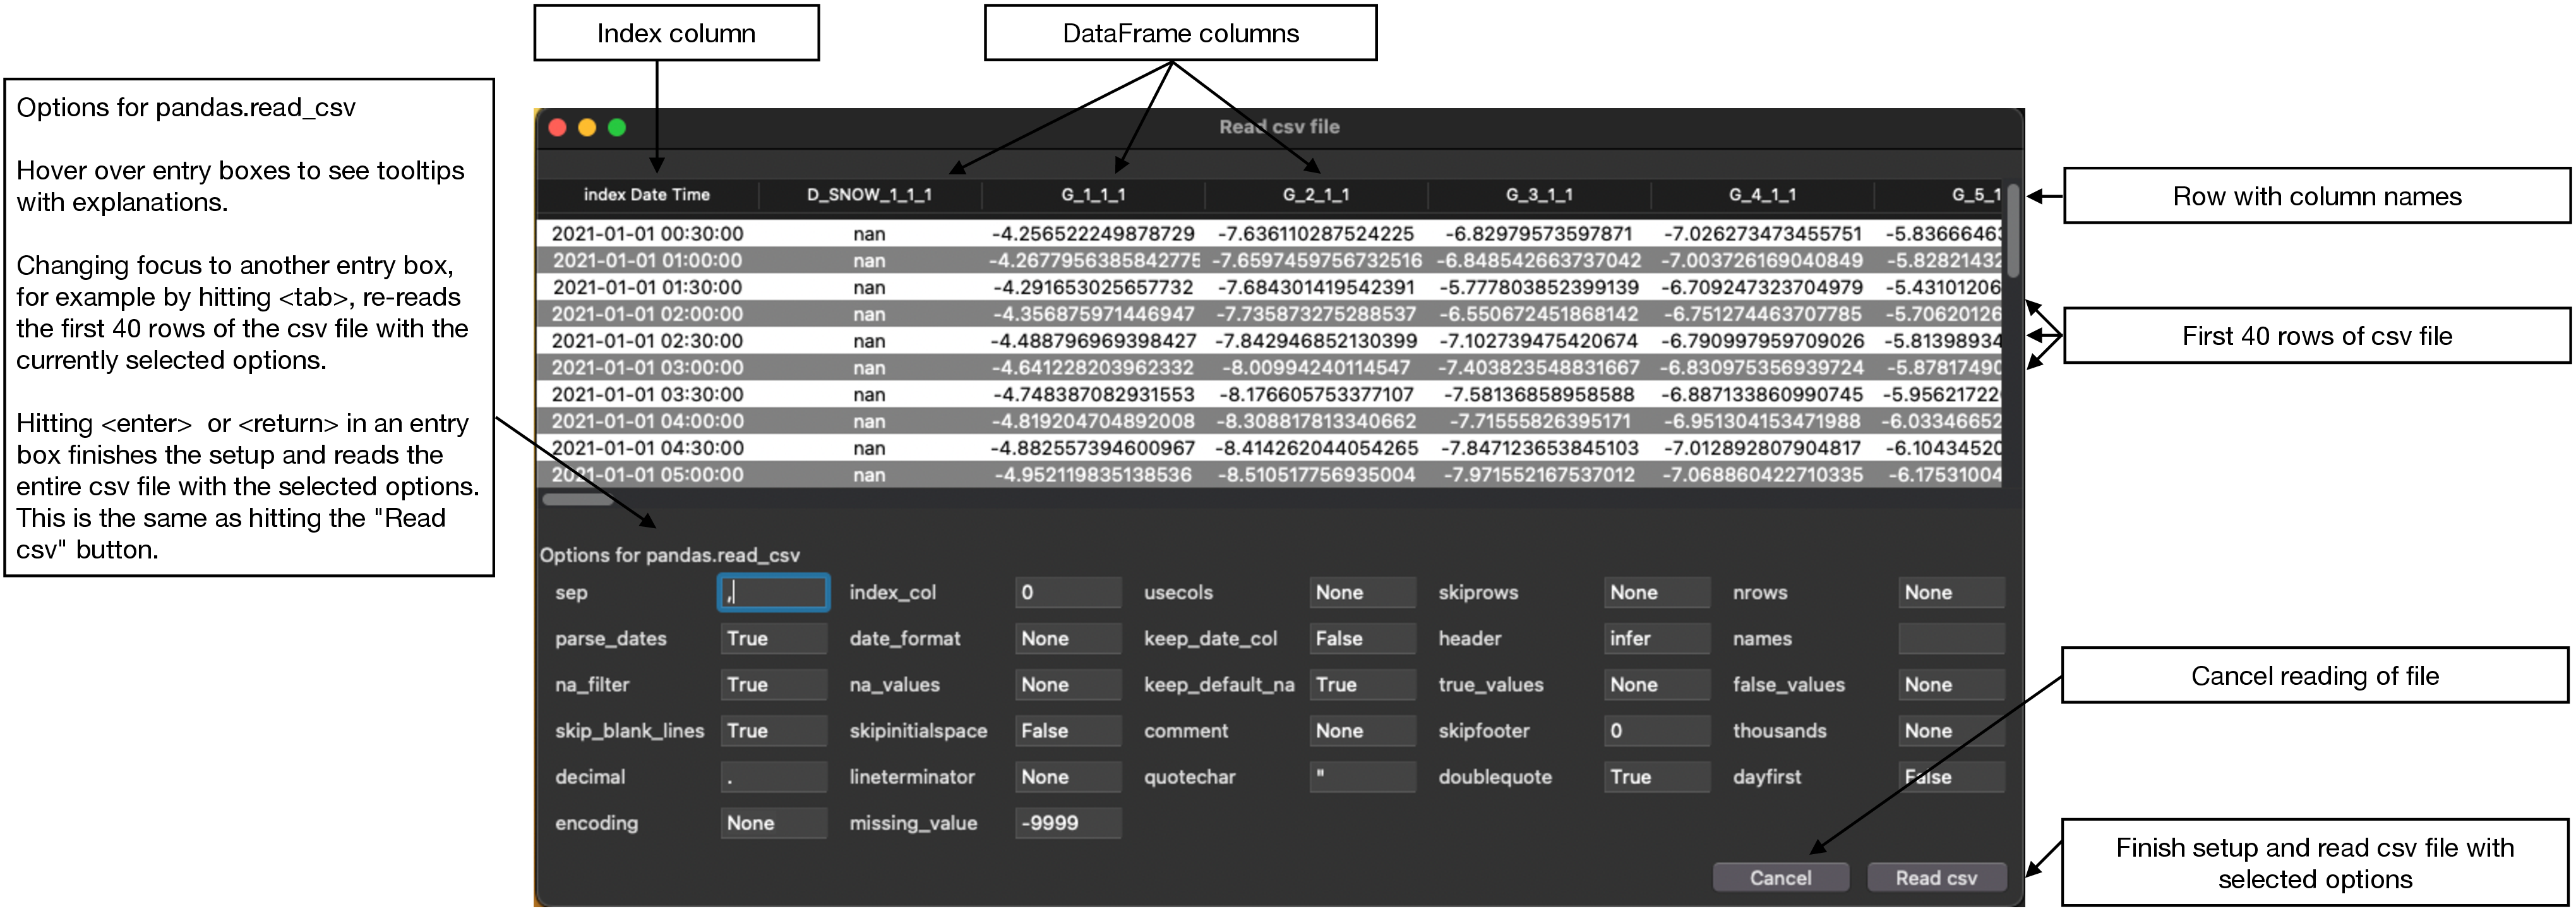 Index column
DataFrame columns
Options for pandas.read_csv
Hover over entry boxes to see tooltips
with explanations.
Changing focus to another entry box,
for example by hitting <tab>, re-reads
the first 40 rows of the csv file with the
currently selected options.
Hitting <enter>  or <return> in an entry
box finishes the setup and reads the
entire csv file with the selected options.
This is the same as hitting the "Read
csv" button.
Read csv file
index Date Time D_SNOW_1_1_1 G_1_1_1 G_2_1_1 G_3_1_1 G_4_1_1 G_5_1
2021-01-01 00:30:00 nan -4.256522249878729 -7.636110287524225 -6.82979573597871 -7.026273473455751 -5.83666463
2021-01-01 01:00:00 nan -4.2677956385842775 -7.6597459756732516 -6.848542663737042 -7.003726169040849 -5.82821432
2021-01-01 01:30:00 nan -4.291653025657732 -7.684301419542391 -5.777803852399139 -6.709247323704979 -5.43101206
2021-01-01 02:00:00 nan -4.356875971446947 -7.735873275288537 -6.550672451868142 -6.751274463707785 -5.70620126
2021-01-01 02:30:00 nan -4.488796969398427 -7.842946852130399 -7.102739475420674 -6.790997959709026 -5.81398934
2021-01-01 03:00:00 nan -4.641228203962332 -8.00994240114547 -7.403823548831667 -6.830975356939724 -5.87817490
2021-01-01 03:30:00 nan -4.748387082931553 -8.176605753377107 -7.58136858958588 -6.887133860990745 -5.95621722
2021-01-01 04:00:00 nan -4.819204704892008 -8.308817813340662 -7.71555826395171 -6.951304153471988 -6.03346652
2021-01-01 04:30:00 nan -4.882557394600967 -8.414262044054265 -7.847123653845103 -7.012892807904817 -6.10434520
2021-01-01 05:00:00 nan -4.952119835138536 -8.510517756935004 -7.971552167537012 -7.068860422710335 -6.17531004
Row with column names
First 40 rows of csv file
Options for pandas.read_csv
sep , index_col 0 usecols None skiprows None nrows None
parse_dates True date_format None keep_date_col False header infer names
na_filter True na_values None keep_default_na True true_values None false_values None
skip_blank_lines True skipinitialspace False comment None skipfooter 0 thousands None
decimal . lineterminator None quotechar " doublequote True dayfirst False
encoding None missing_value -9999
Cancel Read csv
Cancel reading of file
Finish setup and read csv file with
selected options